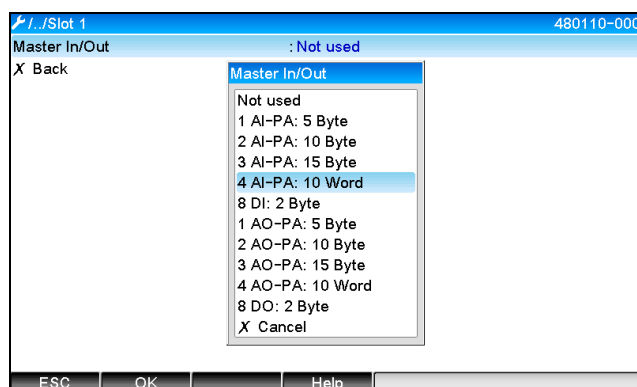 /../Slot 1 480110-000
Master In/Out : Not used
X Back
Master In/Out
Not used
1 AI-PA: 5 Byte
2 AI-PA: 10 Byte
3 AI-PA: 15 Byte
4 AI-PA: 10 Word
8 DI: 2 Byte
1 AO-PA: 5 Byte
2 AO-PA: 10 Byte
3 AO-PA: 15 Byte
4 AO-PA: 10 Word
8 DO: 2 Byte
X Cancel
ESC OK Help